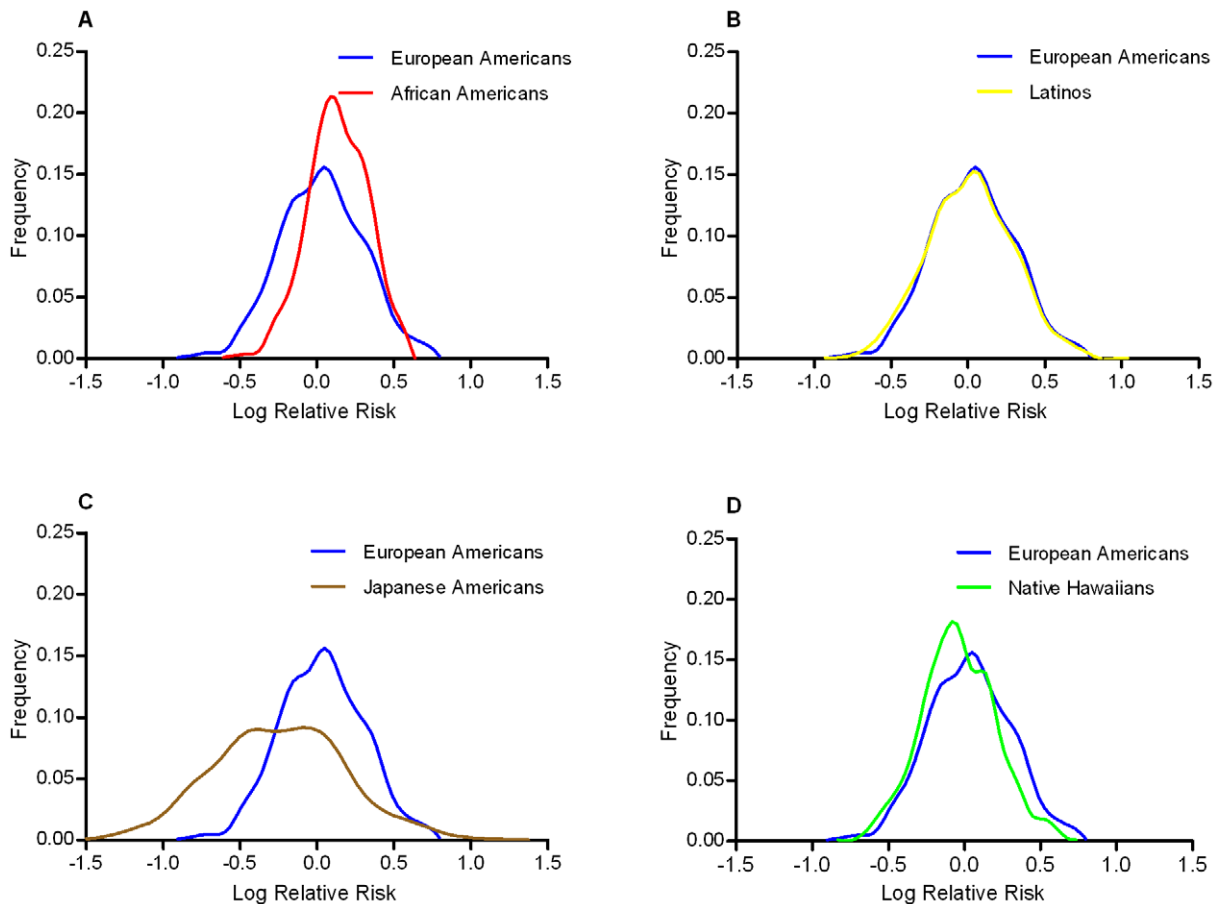 A
0.25
0.20
0.15
0.10
0.05
0.00
Frequency
European Americans
African Americans
-1.5 -1.0 -0.5 0.0 0.5 1.0 1.5
Log Relative Risk
B
0.25
0.20
0.15
0.10
0.05
0.00
Frequency
European Americans
Latinos
-1.5 -1.0 -0.5 0.0 0.5 1.0 1.5
Log Relative Risk
C
0.25
0.20
0.15
0.10
0.05
0.00
Frequency
European Americans
Japanese Americans
-1.5 -1.0 -0.5 0.0 0.5 1.0 1.5
Log Relative Risk
D
0.25
0.20
0.15
0.10
0.05
0.00
Frequency
European Americans
Native Hawaiians
-1.5 -1.0 -0.5 0.0 0.5 1.0 1.5
Log Relative Risk